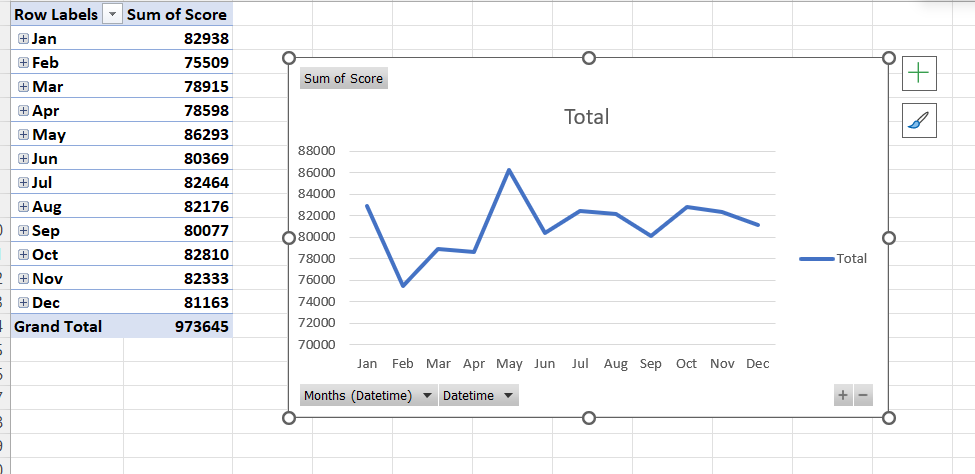 Row Labels Sum of Score
Jan 82938
Feb 75509
Mar 78915
Apr 78598
May 86293
Jun 80369
Jul 82464
Aug 82176
Sep 80077
Oct 82810
Nov 82333
Dec 81163
Grand Total 973645
Sum of Score
Total
88000
86000
84000
82000
80000
78000
76000
74000
72000
70000
Jan Feb Mar Apr May Jun Jul Aug Sep Oct Nov Dec
Total
Months (Datetime) Datetime